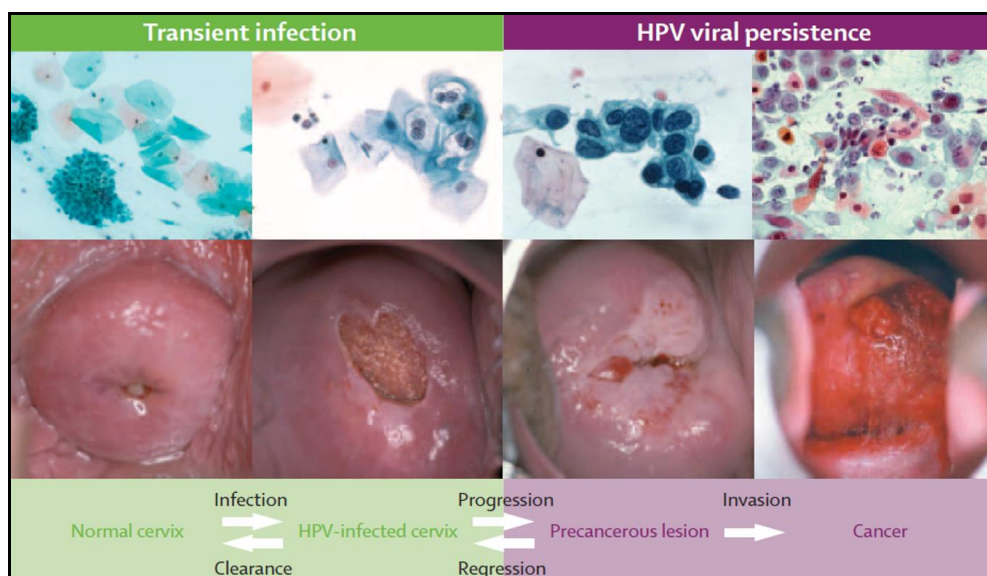 Transient infection
HPV viral persistence
Infection
Progression
Invasion
Normal cervix
HPV-infected cervix
Precancerous lesion
Cancer
Clearance
Regression